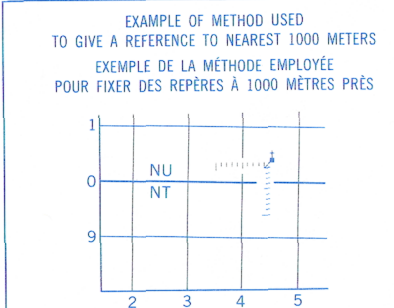 EXAMPLE OF METHOD USED
TO GIVE A REFERENCE TO NEAREST 1000 METERS
EXEMPLE DE LA MÉTHODE EMPLOYÉE
POUR FIXER DES REPÈRES À 1000 MÈTRES PRÈS
1
NU
0
NT
9
2 3 4 5